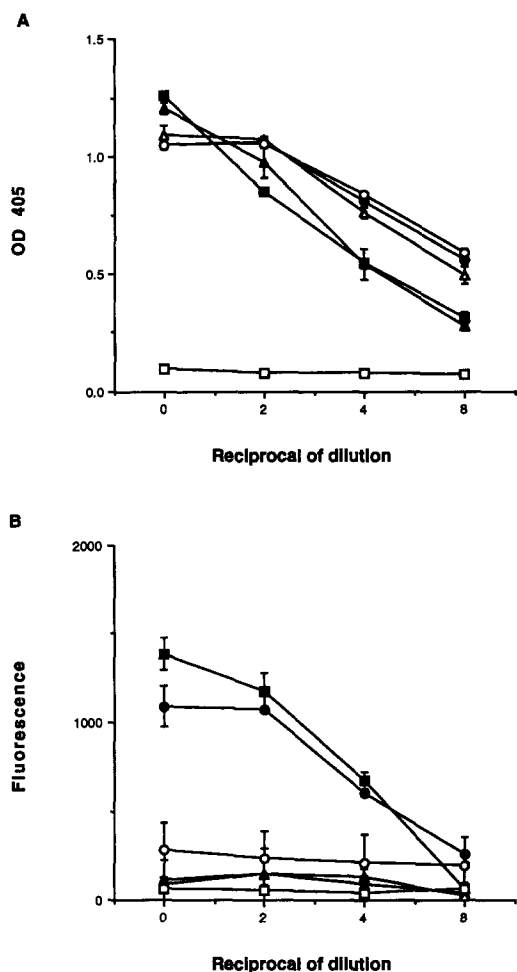 A
1.5
1.0
0.5
0.0
OD 405
0 2 4 8
Reciprocal of dilution
B
2000
1000
0
Fluorescence
0 2 4 8
Reciprocal of dilution